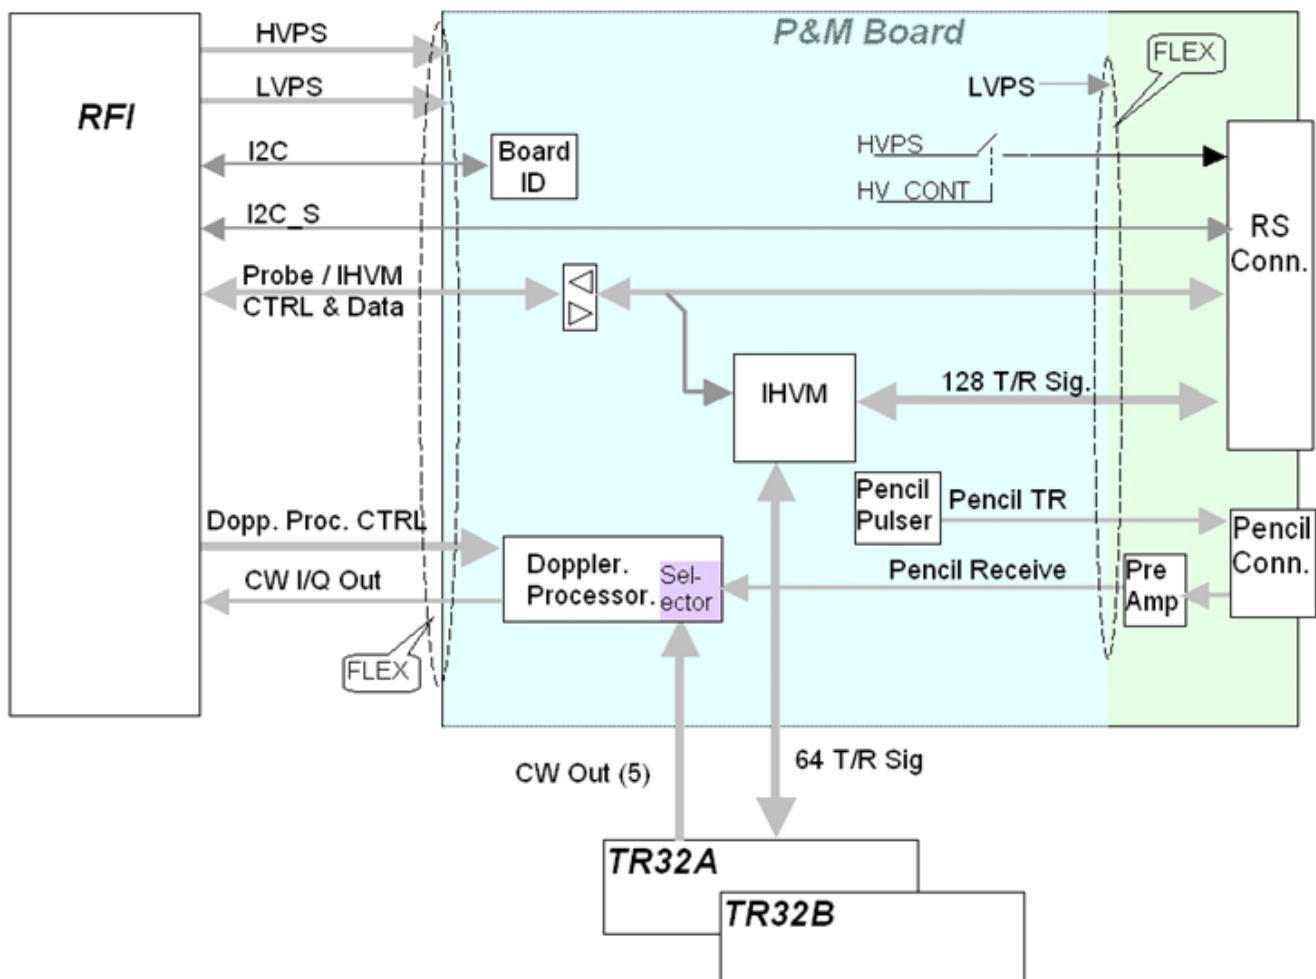 P&M Board
HVPS
LVPS
RFI
I2C
I2C_S
Probe / IHVM
CTRL & Data
Board
ID
LVPS
FLEX
HVPS
HV_CONT
RS
Conn.
IHVM
128 T/R Sig.
Pencil
Pulser
Pencil TR
Pencil
Conn.
Dopp. Proc. CTRL
CW I/Q Out
Doppler.
Processor.
Sel-
ector
Pencil Receive
Pre
Amp
FLEX
CW Out (5)
64 T/R Sig
TR32A
TR32B